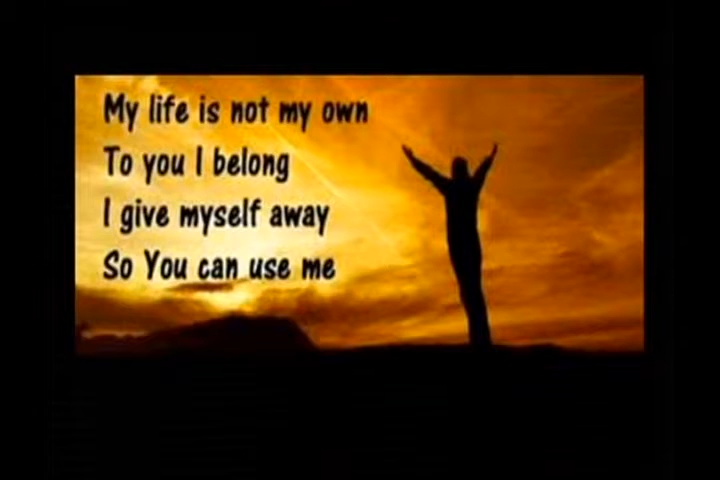 My life is not my own
To you I belong
I give myself away
So You can use me